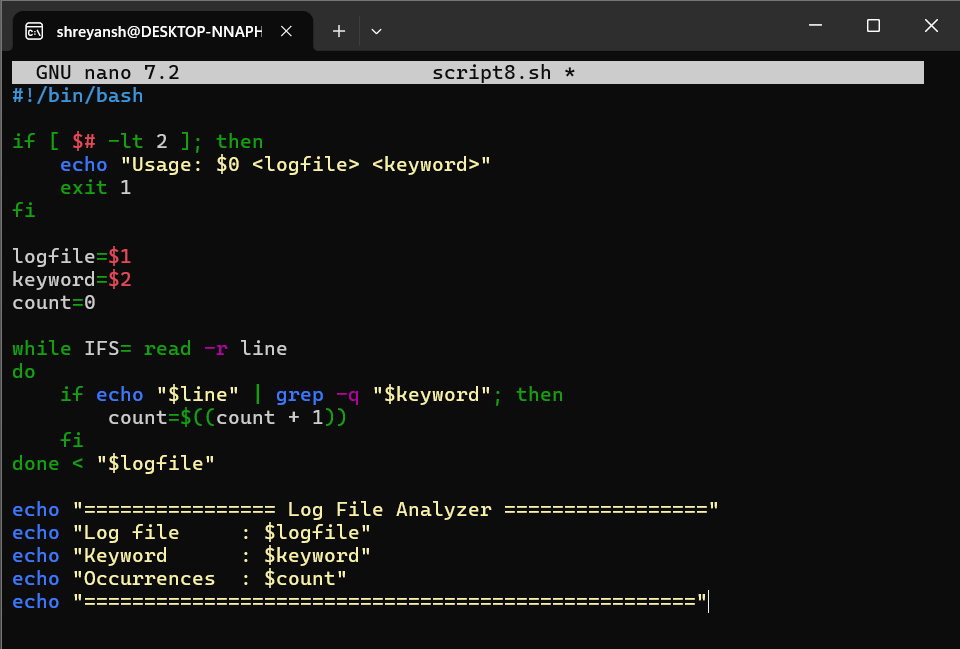 shreyansh@DESKTOP-NNAPH
GNU nano 7.2 script8.sh *
#!/bin/bash

if [ $# -lt 2 ]; then
    echo "Usage: $0 <logfile> <keyword>"
    exit 1
fi

logfile=$1
keyword=$2
count=0

while IFS= read -r line
do
    if echo "$line" | grep -q "$keyword"; then
        count=$((count + 1))
    fi
done < "$logfile"

echo "================ Log File Analyzer ================="
echo "Log file     : $logfile"
echo "Keyword      : $keyword"
echo "Occurrences  : $count"
echo "==================================================="